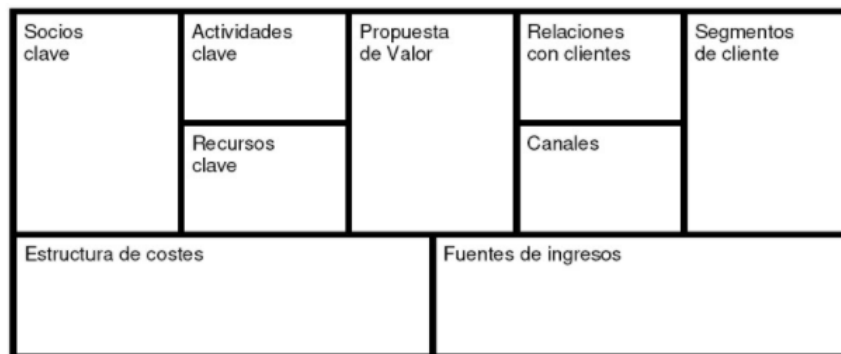 Socios
clave
Actividades
clave
Recursos
clave
Propuesta
de Valor
Relaciones
con clientes
Canales
Segmentos
de cliente
Estructura de costes
Fuentes de ingresos